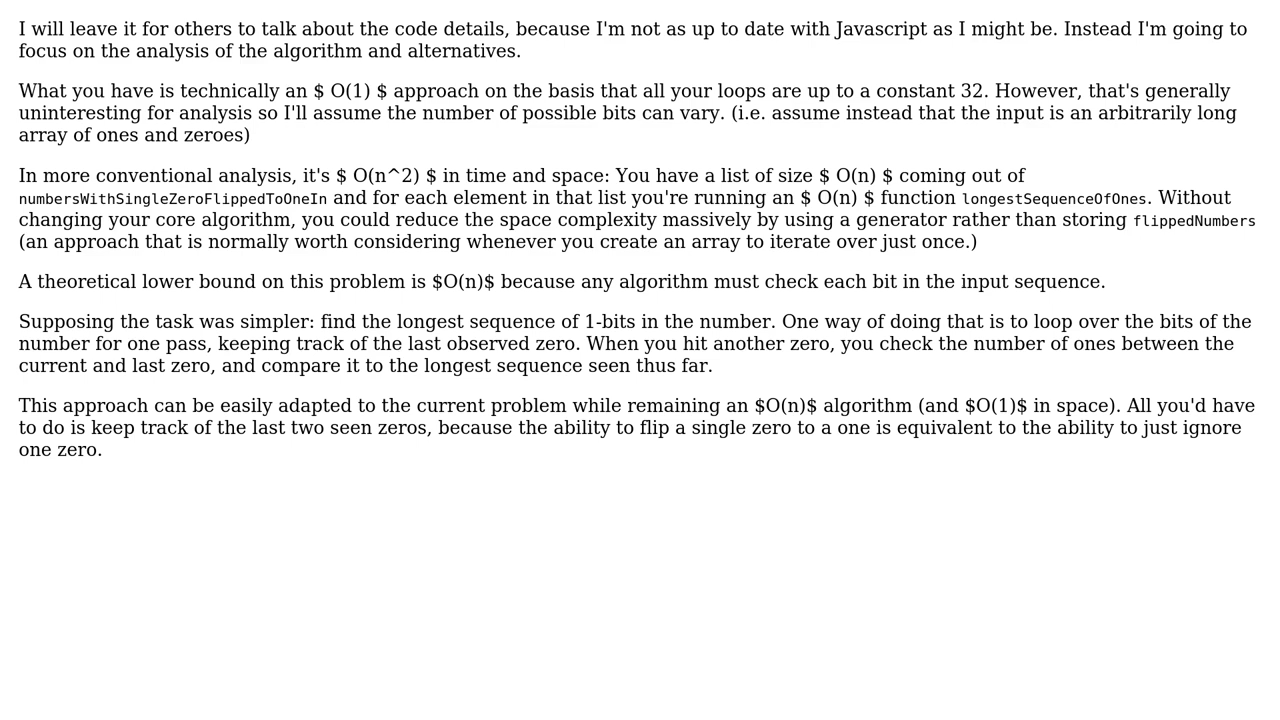 I will leave it for others to talk about the code details, because I'm not as up to date with Javascript as I might be. Instead I'm going to
focus on the analysis of the algorithm and alternatives.
What you have is technically an $ O(1) $ approach on the basis that all your loops are up to a constant 32. However, that's generally
uninteresting for analysis so I'll assume the number of possible bits can vary. (i.e. assume instead that the input is an arbitrarily long
array of ones and zeroes)
In more conventional analysis, it's $ O(n^2) $ in time and space: You have a list of size $ O(n) $ coming out of
numbersWithSingleZeroFlippedToOneIn and for each element in that list you're running an $ O(n) $ function longestSequenceOfOnes. Without
changing your core algorithm, you could reduce the space complexity massively by using a generator rather than storing flippedNumbers
(an approach that is normally worth considering whenever you create an array to iterate over just once.)
A theoretical lower bound on this problem is $O(n)$ because any algorithm must check each bit in the input sequence.
Supposing the task was simpler: find the longest sequence of 1-bits in the number. One way of doing that is to loop over the bits of the
number for one pass, keeping track of the last observed zero. When you hit another zero, you check the number of ones between the
current and last zero, and compare it to the longest sequence seen thus far.
This approach can be easily adapted to the current problem while remaining an $O(n)$ algorithm (and $O(1)$ in space). All you'd have
to do is keep track of the last two seen zeros, because the ability to flip a single zero to a one is equivalent to the ability to just ignore
one zero.